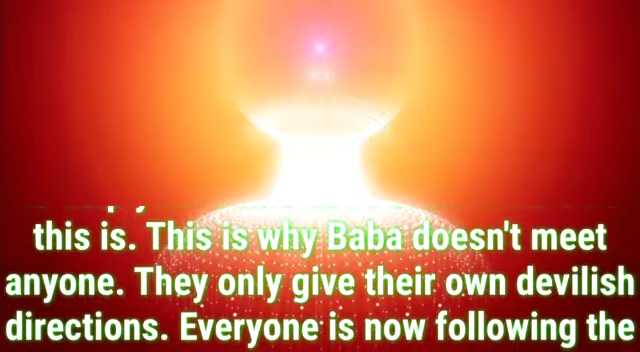 this is. This is why Baba doesn't meet
anyone. They only give their own devilish
directions. Everyone is now following the